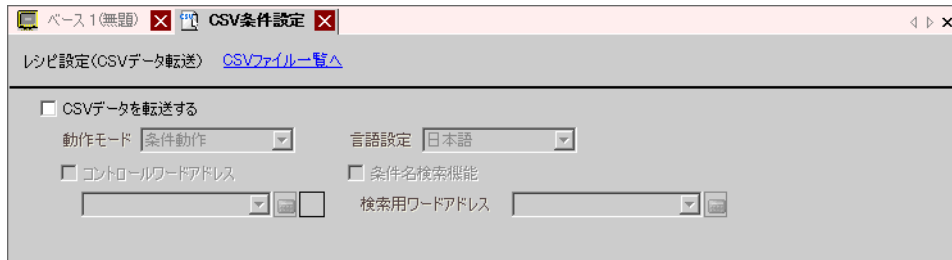 ベース 1(無題) CSV条件設定
レシピ設定(CSVデータ転送) CSVファイル一覧へ
CSVデータを転送する
動作モード 条件動作 言語設定 日本語
コントロールワードアドレス 条件名検索機能
検索用ワードアドレス